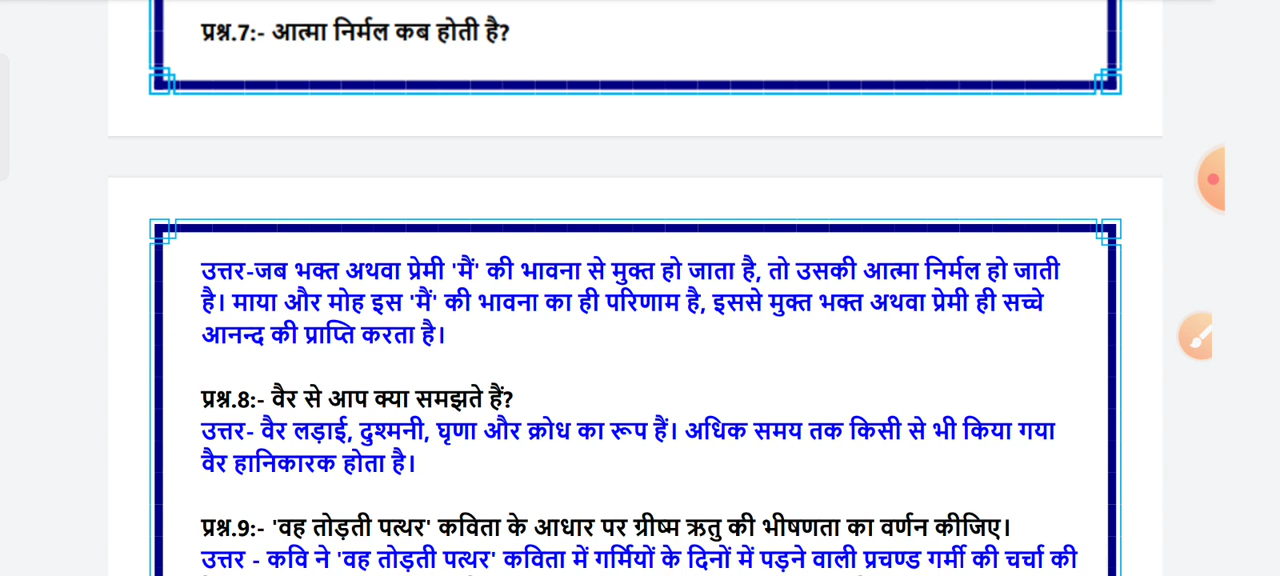 प्रश्न.7:- आत्मा निर्मल कब होती है?
उत्तर-जब भक्त अथवा प्रेमी 'मैं' की भावना से मुक्त हो जाता है, तो उसकी आत्मा निर्मल हो जाती
है। माया और मोह इस 'मैं' की भावना का ही परिणाम है, इससे मुक्त भक्त अथवा प्रेमी ही सच्चे
आनन्द की प्राप्ति करता है।
प्रश्न.8:- वैर से आप क्या समझते हैं?
उत्तर- वैर लड़ाई, दुश्मनी, घृणा और क्रोध का रूप हैं। अधिक समय तक किसी से भी किया गया
वैर हानिकारक होता है।
प्रश्न.9:- 'वह तोड़ती पत्थर' कविता के आधार पर ग्रीष्म ऋतु की भीषणता का वर्णन कीजिए।
उत्तर - कवि ने 'वह तोड़ती पत्थर' कविता में गर्मियों के दिनों में पड़ने वाली प्रचण्ड गर्मी की चर्चा की